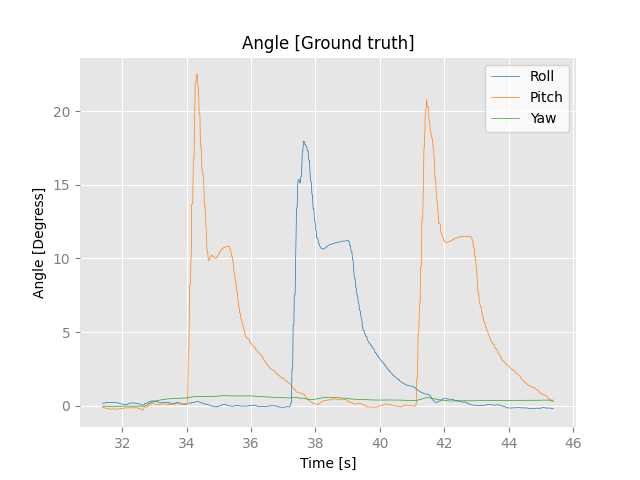 Angle [Ground truth]
Roll
Pitch
Yaw
20
15
10
5
0
Angle [Degress]
32 34 36 38 40 42 44 46
Time [s]